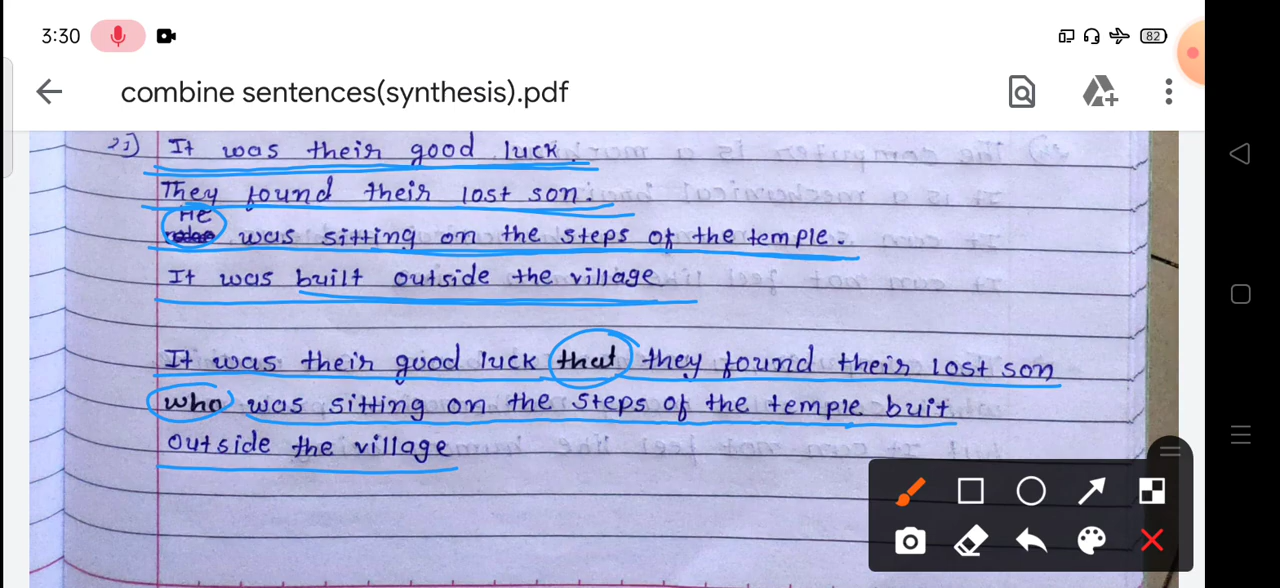 3:30
82
combine sentences(synthesis).pdf
21) It was their good luck.
They found their lost son.
He
was sitting on the steps of the temple.
It was built outside the village
It was their good luck that they found their lost son
who was sitting on the steps of the temple buit
outside the village